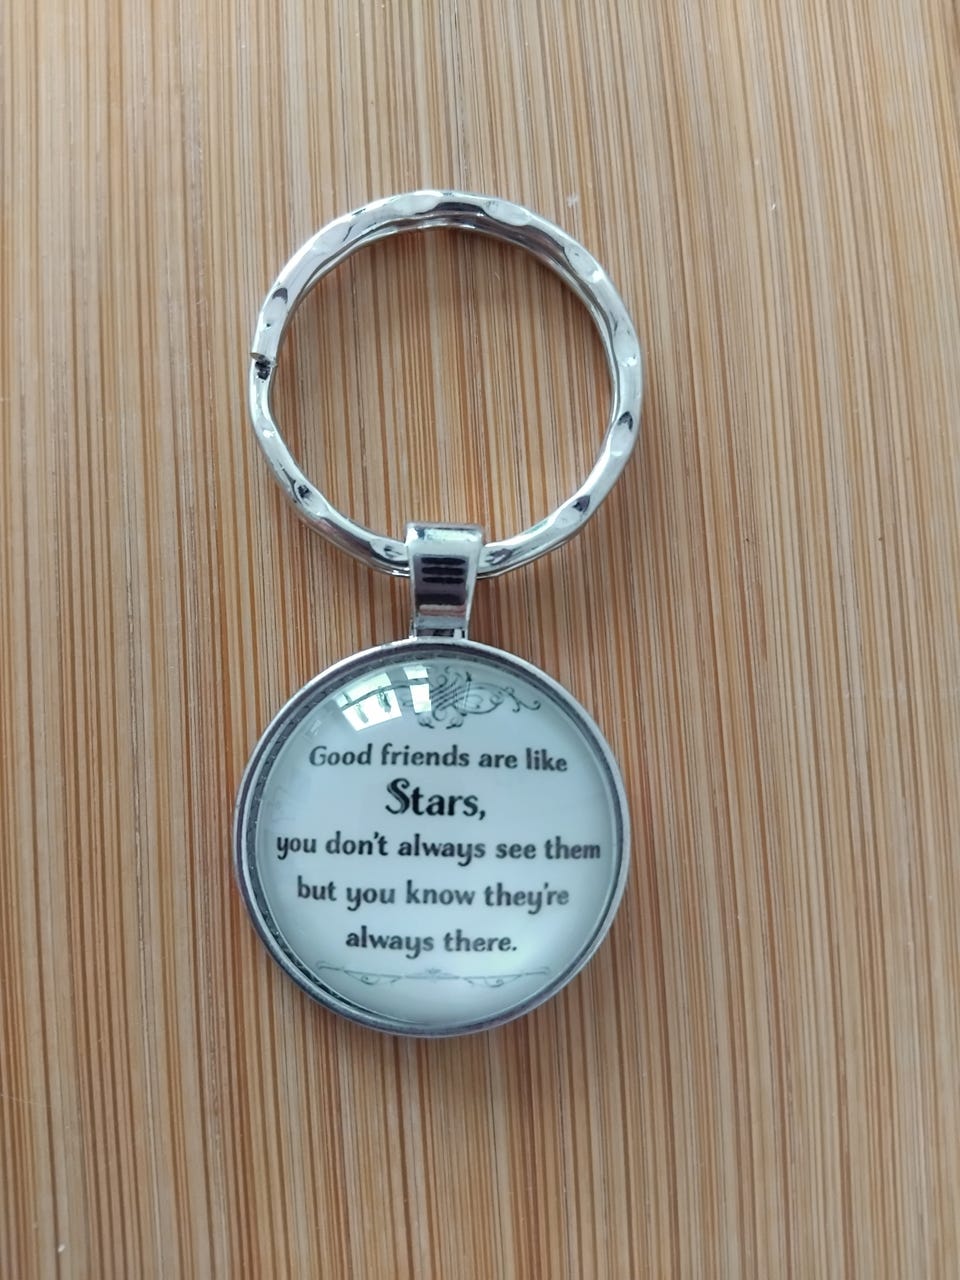 Good friends are like
Stars,
you don't always see them
but you know they're
always there.